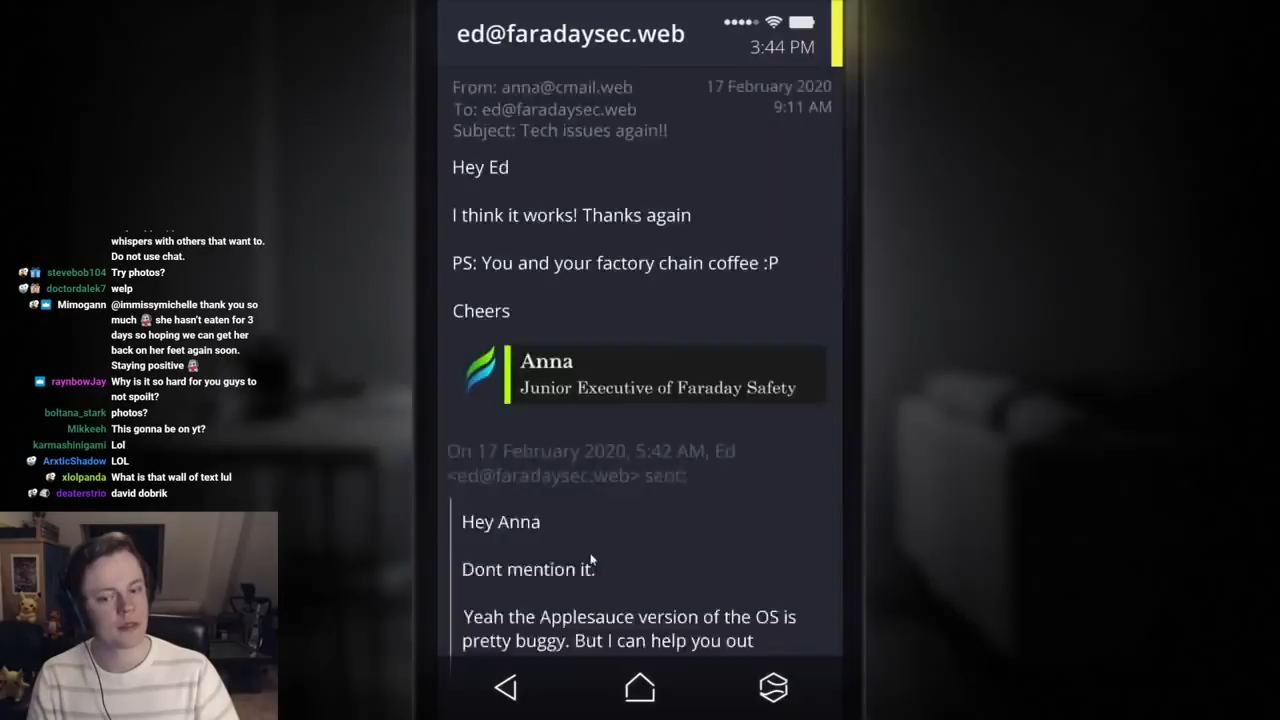 ed@faradaysec.web
3:44 PM
From: anna@cmail.web
17 February 2020
To: ed@faradaysec.web
9:11 AM
Subject: Tech issues again!!
Hey Ed
I think it works! Thanks again
PS: You and your factory chain coffee :P
Cheers
Anna
Junior Executive of Faraday Safety
On 17 February 2020, 5:42 AM, Ed
<ed@faradaysec.web> sent:
Hey Anna
Dont mention it.
Yeah the Applesauce version of the OS is
pretty buggy. But I can help you out
whispers with others that want to.
Do not use chat.
stevebob104 Try photos?
doctordalek7 welp
Mimogann @immissymichelle thank you so
much she hasn't eaten for 3
days so hoping we can get her
back on her feet again soon.
Staying positive
raynbowJay Why is it so hard for you guys to
not spoilt?
boltana_stark photos?
Mikkeeh This gonna be on yt?
karmashinigami Lol
ArxticShadow LOL
xlolpanda What is that wall of text lul
deaterstrio david dobrik